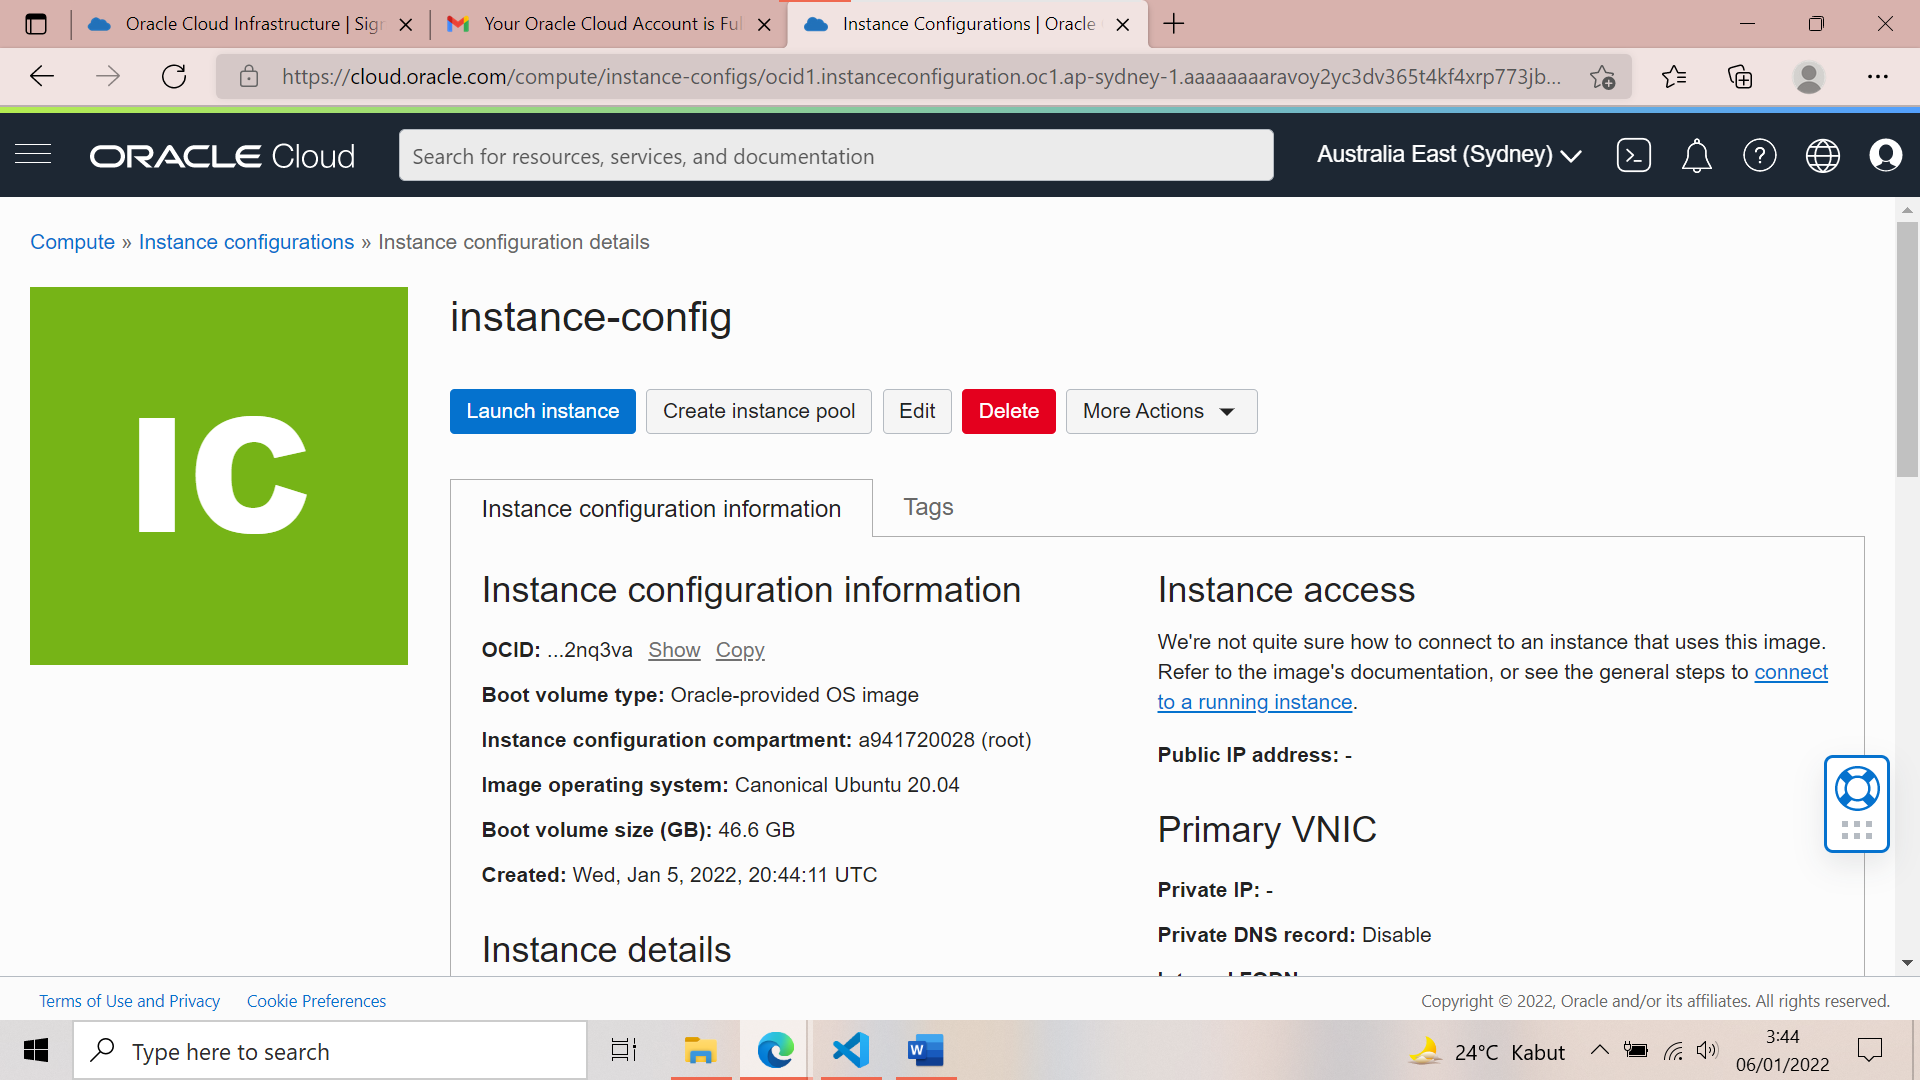 Oracle Cloud Infrastructure | Sign
Your Oracle Cloud Account is Ful
Instance Configurations | Oracle
https://cloud.oracle.com/compute/instance-configs/ocid1.instanceconfiguration.oc1.ap-sydney-1.aaaaaaaaravoy2yc3dv365t4kf4xrp773jb...
ORACLE Cloud
Search for resources, services, and documentation
Australia East (Sydney)
Compute » Instance configurations » Instance configuration details
IC
instance-config
Launch instance
Create instance pool
Edit
Delete
More Actions
Instance configuration information
Tags
Instance configuration information
OCID: ...2nq3va Show Copy
Boot volume type: Oracle-provided OS image
Instance configuration compartment: a941720028 (root)
Image operating system: Canonical Ubuntu 20.04
Boot volume size (GB): 46.6 GB
Created: Wed, Jan 5, 2022, 20:44:11 UTC
Instance details
Instance access
We're not quite sure how to connect to an instance that uses this image.
Refer to the image's documentation, or see the general steps to connect
to a running instance.
Public IP address: -
Primary VNIC
Private IP: -
Private DNS record: Disable
Terms of Use and Privacy
Cookie Preferences
Copyright © 2022, Oracle and/or its affiliates. All rights reserved.
Type here to search
24°C Kabut
3:44
06/01/2022